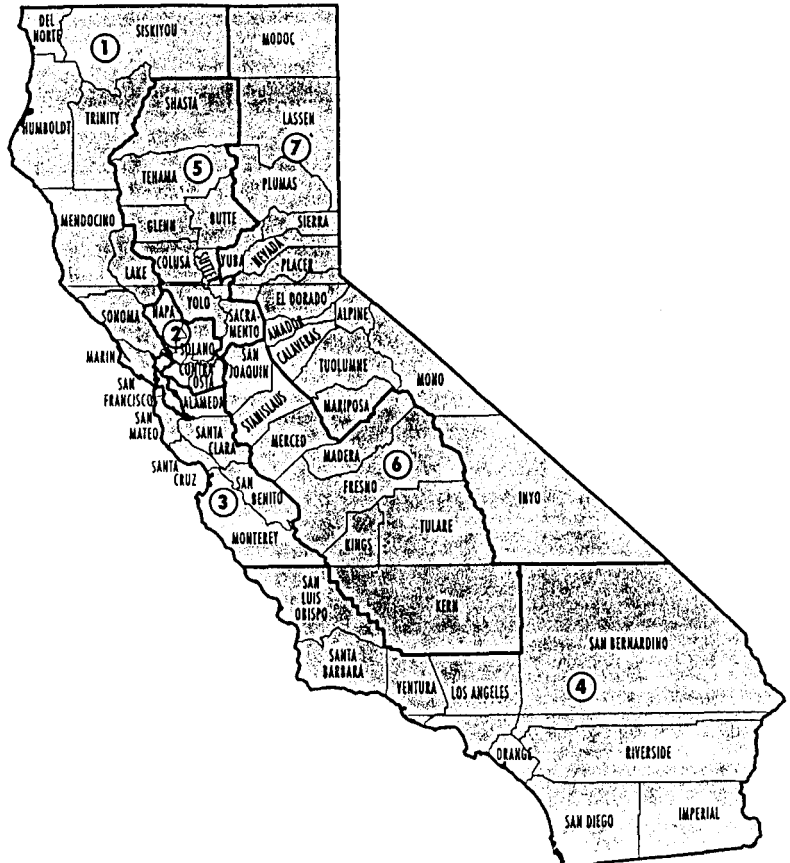 DEL
NORTE
SISKIYOU
MODOC
1
HUMBOLDT
TRINITY
SHASTA
LASSEN
7
TEHAMA
5
PLUMAS
MENDOCINO
GLENN
BUTTE
SIERRA
LAKE
COLUSA
SUTTER
YUBA
NEVADA
PLACER
SONOMA
NAPA
YOLO
SACRA-
MENTO
EL DORADO
ALPINE
AMADOR
2
SOLANO
CALAVERAS
MARIN
CONTRA
COSTA
SAN
JOAQUIN
TUOLUMNE
MONO
SAN
FRANCISCO
ALAMEDA
STANISLAUS
MARIPOSA
SAN
MATEO
SANTA
CLARA
MERCED
MADERA
6
SANTA
CRUZ
SAN
BENITO
FRESNO
INYO
3
MONTEREY
KINGS
TULARE
SAN
LUIS
OBISPO
KERN
SAN BERNARDINO
SANTA
BARBARA
VENTURA
LOS ANGELES
4
ORANGE
RIVERSIDE
SAN DIEGO
IMPERIAL